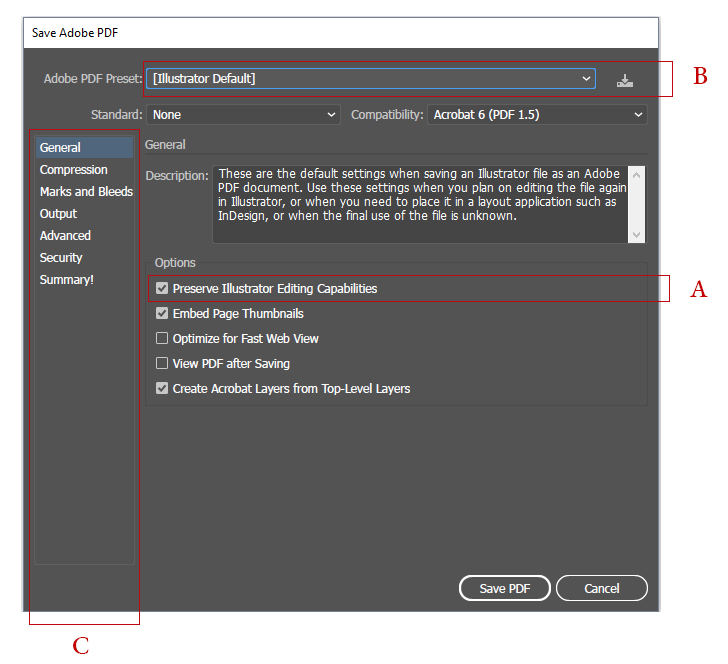 Save Adobe PDF
Adobe PDF Preset: [Illustrator Default]
B
Standard: None Compatibility: Acrobat 6 (PDF 1.5)
General
Compression
Marks and Bleeds
Output
Advanced
Security
Summary!
General
Description: These are the default settings when saving an Illustrator file as an Adobe
PDF document. Use these settings when you plan on editing the file again
in Illustrator, or when you need to place it in a layout application such as
InDesign, or when the final use of the file is unknown.
Options
Preserve Illustrator Editing Capabilities
A
Embed Page Thumbnails
Optimize for Fast Web View
View PDF after Saving
Create Acrobat Layers from Top-Level Layers
Save PDF Cancel
C